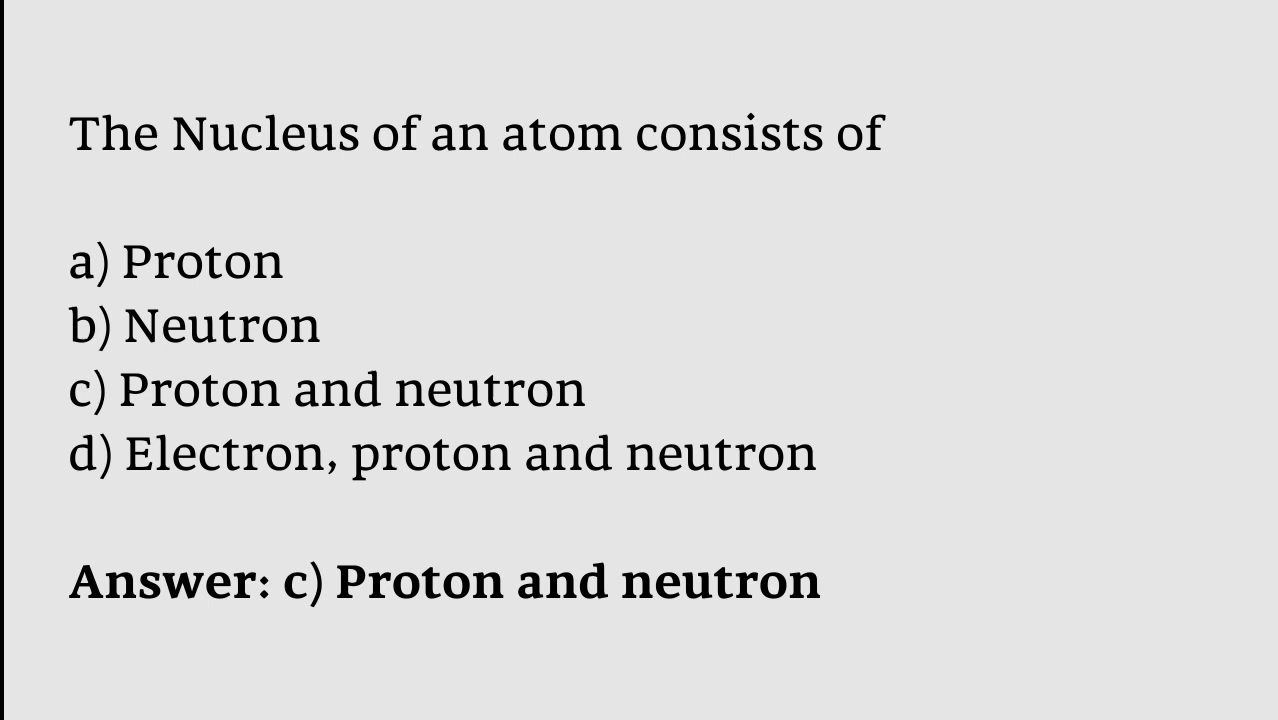 The Nucleus of an atom consists of
a) Proton
b) Neutron
c) Proton and neutron
d) Electron, proton and neutron
Answer: c) Proton and neutron